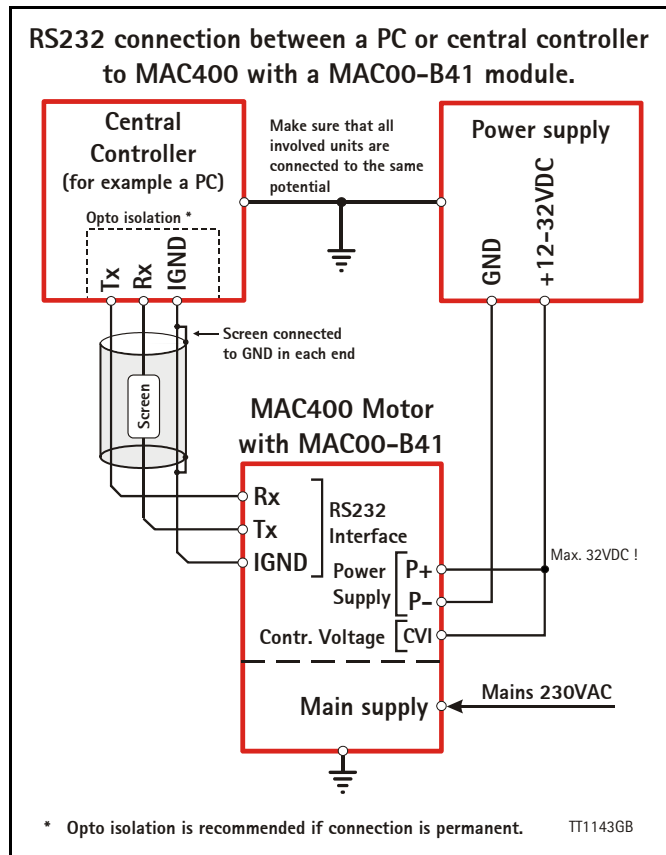 RS232 connection between a PC or central controller
to MAC400 with a MAC00-B41 module.
Central
Controller
(for example a PC)
Opto isolation *
Tx
Rx
IGND
Make sure that all
involved units are
connected to the same
potential
Power supply
GND
+12-32VDC
Screen connected
to GND in each end
Screen
MAC400 Motor
with MAC00-B41
Rx
Tx
IGND
RS232
Interface
Power
Supply
P+
P-
Max. 32VDC !
Contr. Voltage
CVI
Main supply
Mains 230VAC
* Opto isolation is recommended if connection is permanent.
TT1143GB